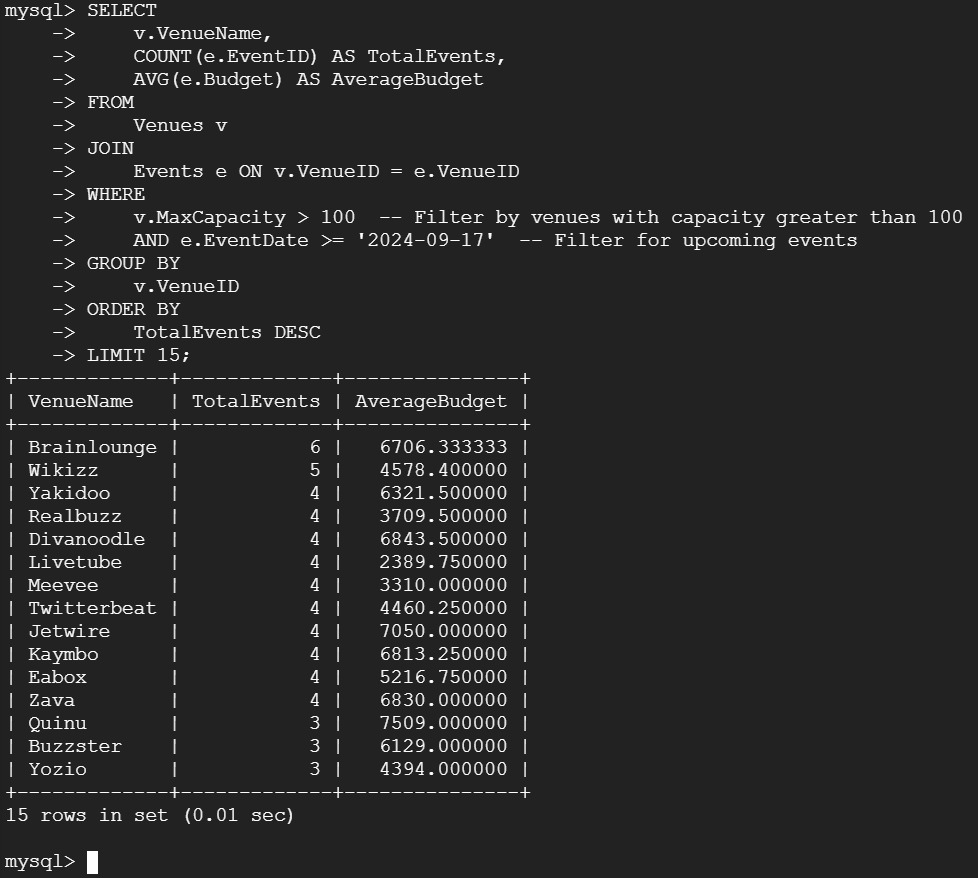 mysql> SELECT
    ->     v.VenueName,
    ->     COUNT(e.EventID) AS TotalEvents,
    ->     AVG(e.Budget) AS AverageBudget
    -> FROM
    ->     Venues v
    -> JOIN
    ->     Events e ON v.VenueID = e.VenueID
    -> WHERE
    ->     v.MaxCapacity > 100  -- Filter by venues with capacity greater than 100
    ->     AND e.EventDate >= '2024-09-17'  -- Filter for upcoming events
    -> GROUP BY
    ->     v.VenueID
    -> ORDER BY
    ->     TotalEvents DESC
    -> LIMIT 15;
+-------------+-------------+---------------+
| VenueName   | TotalEvents | AverageBudget |
+-------------+-------------+---------------+
| Brainlounge |           6 |   6706.333333 |
| Wikizz      |           5 |   4578.400000 |
| Yakidoo     |           4 |   6321.500000 |
| Realbuzz    |           4 |   3709.500000 |
| Divanoodle  |           4 |   6843.500000 |
| Livetube    |           4 |   2389.750000 |
| Meevee      |           4 |   3310.000000 |
| Twitterbeat |           4 |   4460.250000 |
| Jetwire     |           4 |   7050.000000 |
| Kaymbo      |           4 |   6813.250000 |
| Eabox       |           4 |   5216.750000 |
| Zava        |           4 |   6830.000000 |
| Quinu       |           3 |   7509.000000 |
| Buzzster    |           3 |   6129.000000 |
| Yozio       |           3 |   4394.000000 |
+-------------+-------------+---------------+
15 rows in set (0.01 sec)

mysql>